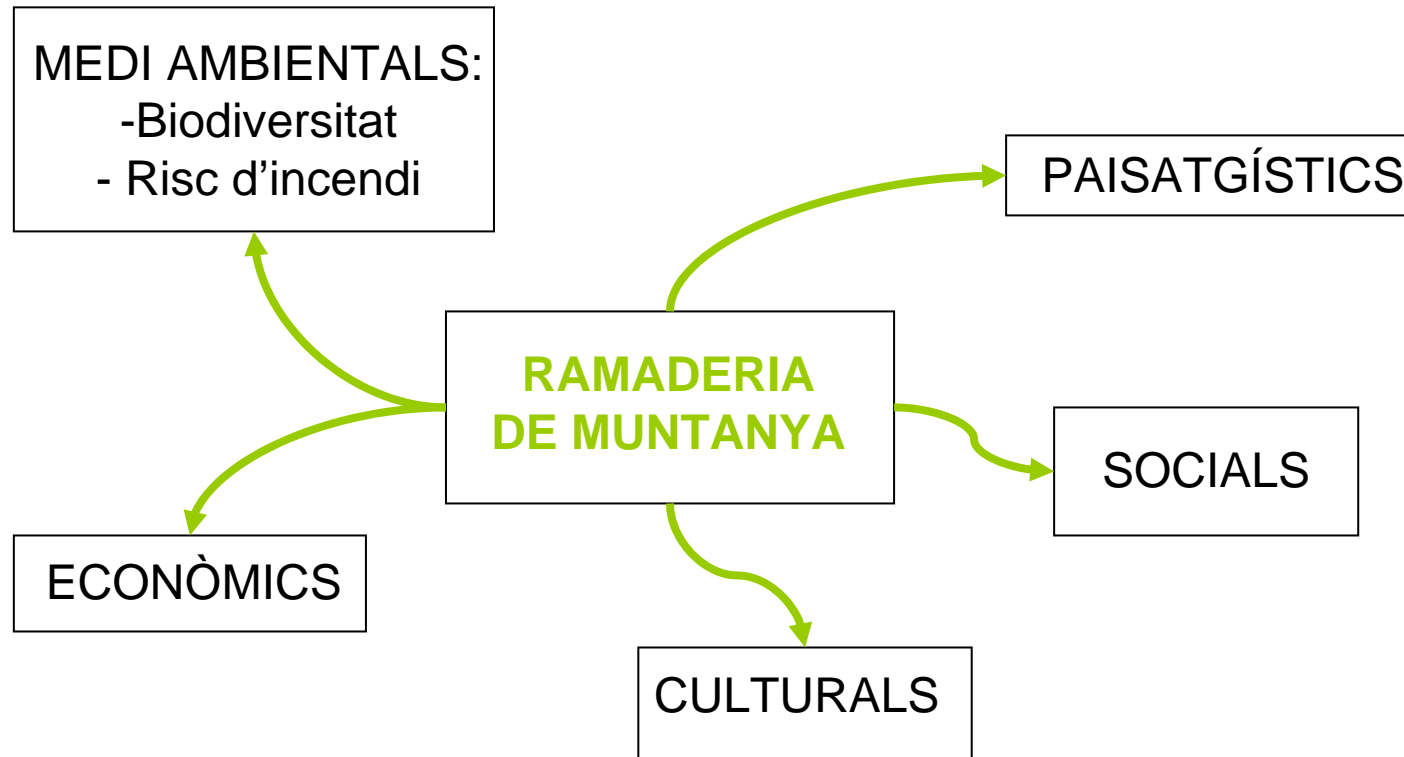 MEDI AMBIENTALS:
-Biodiversitat
- Risc d'incendi
PAISATGÍSTICS
RAMADERIA
DE MUNTANYA
SOCIALS
ECONÒMICS
CULTURALS